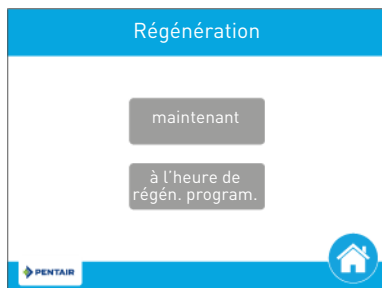 Régénération
maintenant
à l'heure de
régén. program.
PENTAIR